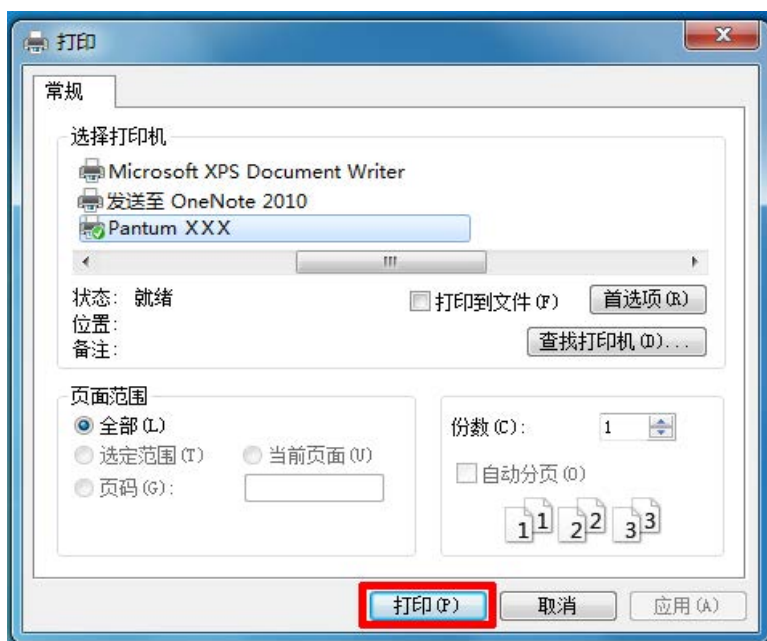 打印
常规
选择打印机
Microsoft XPS Document Writer
发送至 OneNote 2010
Pantum XXX
状态: 就绪
打印到文件(F)
首选项(R)
位置:
查找打印机(D)...
备注:
页面范围
全部(L)
份数(C): 1
选定范围(T) 当前页面(U)
自动分页(O)
页码(G):
1 1 2 2 3 3
打印(P) 取消 应用(A)